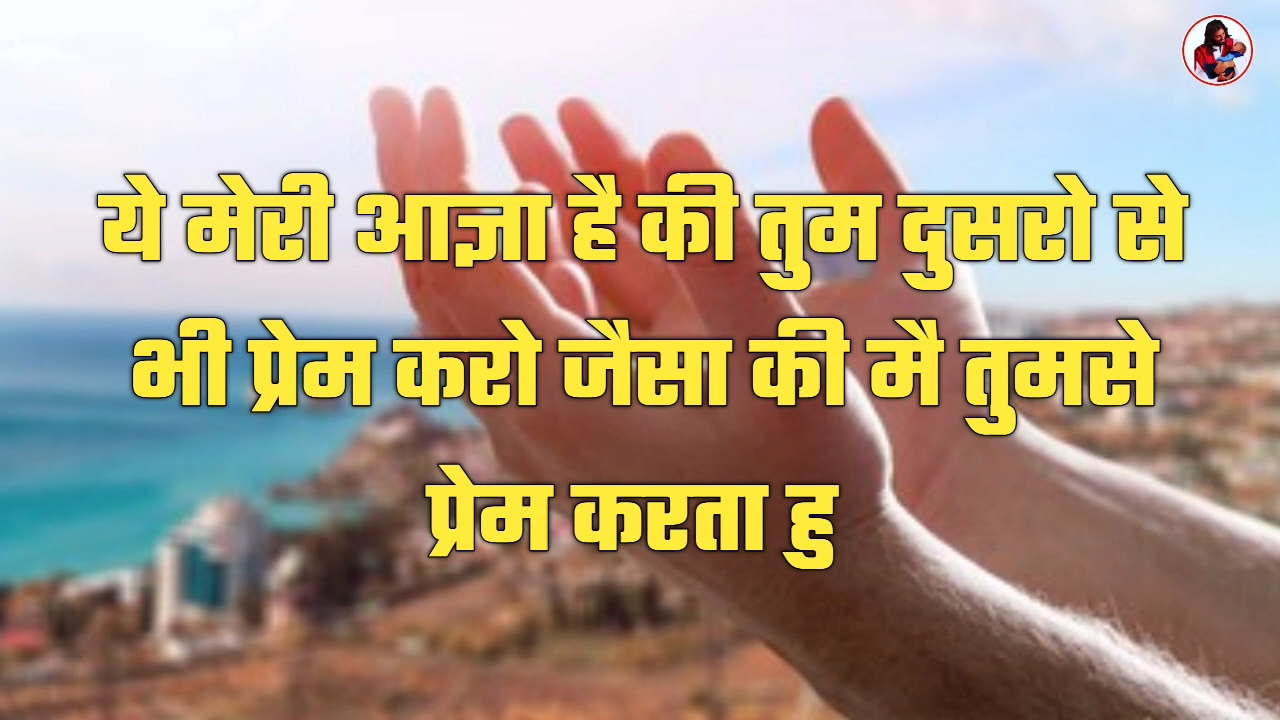 ये मेरी आज्ञा है की तुम दुसरो से
भी प्रेम करो जैसा की मै तुमसे
प्रेम करता हु